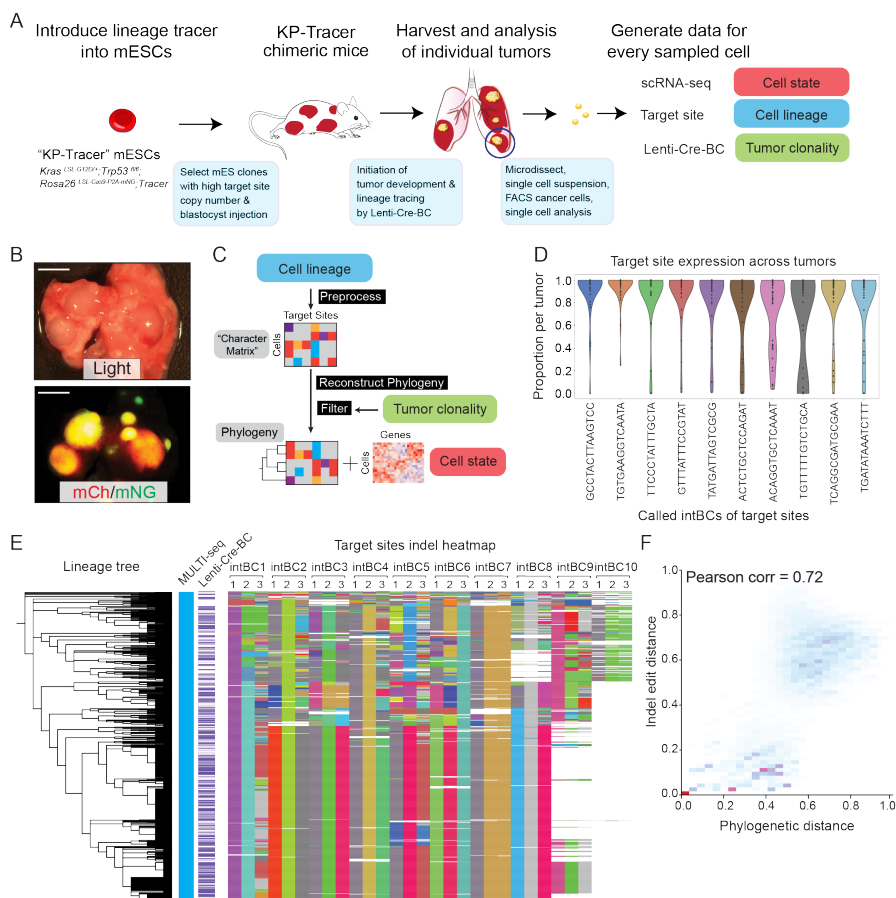 A
Introduce lineage tracer
into mESCs
KP-Tracer
chimeric mice
Harvest and analysis
of individual tumors
Generate data for
every sampled cell
scRNA-seq
Cell state
Target site
Cell lineage
Lenti-Cre-BC
Tumor clonality
“KP-Tracer” mESCs
Kras LSL-G12D/+;Trp53 fl/fl;
Rosa26 LSL-Cas9-P2A-mNG;Tracer
Select mES clones
with high target site
copy number &
blastocyst injection
Initiation of
tumor development &
lineage tracing
by Lenti-Cre-BC
Microdissect,
single cell suspension,
FACS cancer cells,
single cell analysis
B
Light
mCh/mNG
C
Cell lineage
Preprocess
Target Sites
“Character
Matrix”
Cells
Reconstruct Phylogeny
Filter
Tumor clonality
Phylogeny
Genes
Cells
Cell state
D
Target site expression across tumors
Proportion per tumor
1.0
0.8
0.6
0.4
0.2
0.0
GCCTACTTAAGTCC
TGTGAAGGTCAATA
TTCCCTATTTGCTA
GTTTATTTCCGTAT
TATGATTAGTCGCG
ACTCTGCTCCAGAT
ACAGGTGCTCAAAT
TGTTTTTGTCTGCA
TCAGGCGATGCGAA
TGATATAAATCTTT
Called intBCs of target sites
E
Lineage tree
MULTI-seq
Lenti-Cre-BC
Target sites indel heatmap
intBC1 intBC2 intBC3 intBC4 intBC5 intBC6 intBC7 intBC8 intBC9 intBC10
1 2 3 1 2 3 1 2 3 1 2 3 1 2 3 1 2 3 1 2 3 1 2 3 1 2 3 1 2 3
F
Pearson corr = 0.72
Indel edit distance
1.0
0.8
0.6
0.4
0.2
0.0
0.0 0.2 0.4 0.6 0.8 1.0
Phylogenetic distance